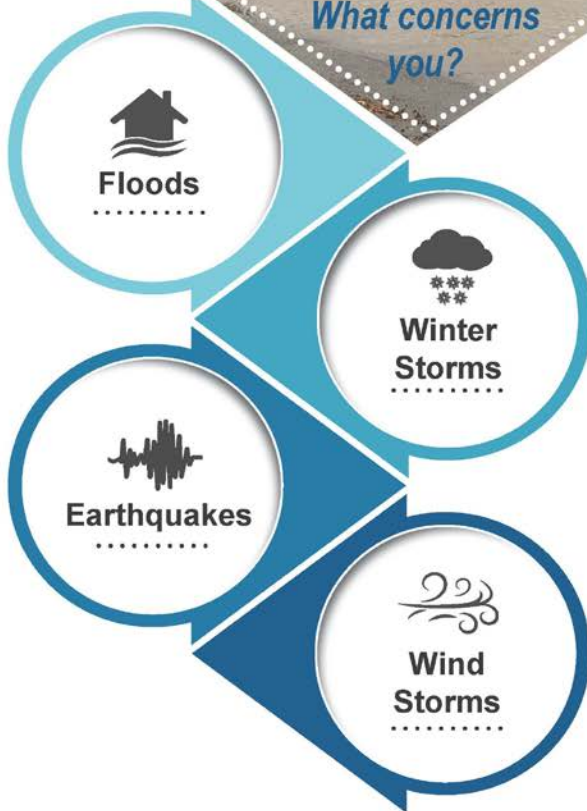 What concerns
you?
Floods
Winter
Storms
Earthquakes
Wind
Storms